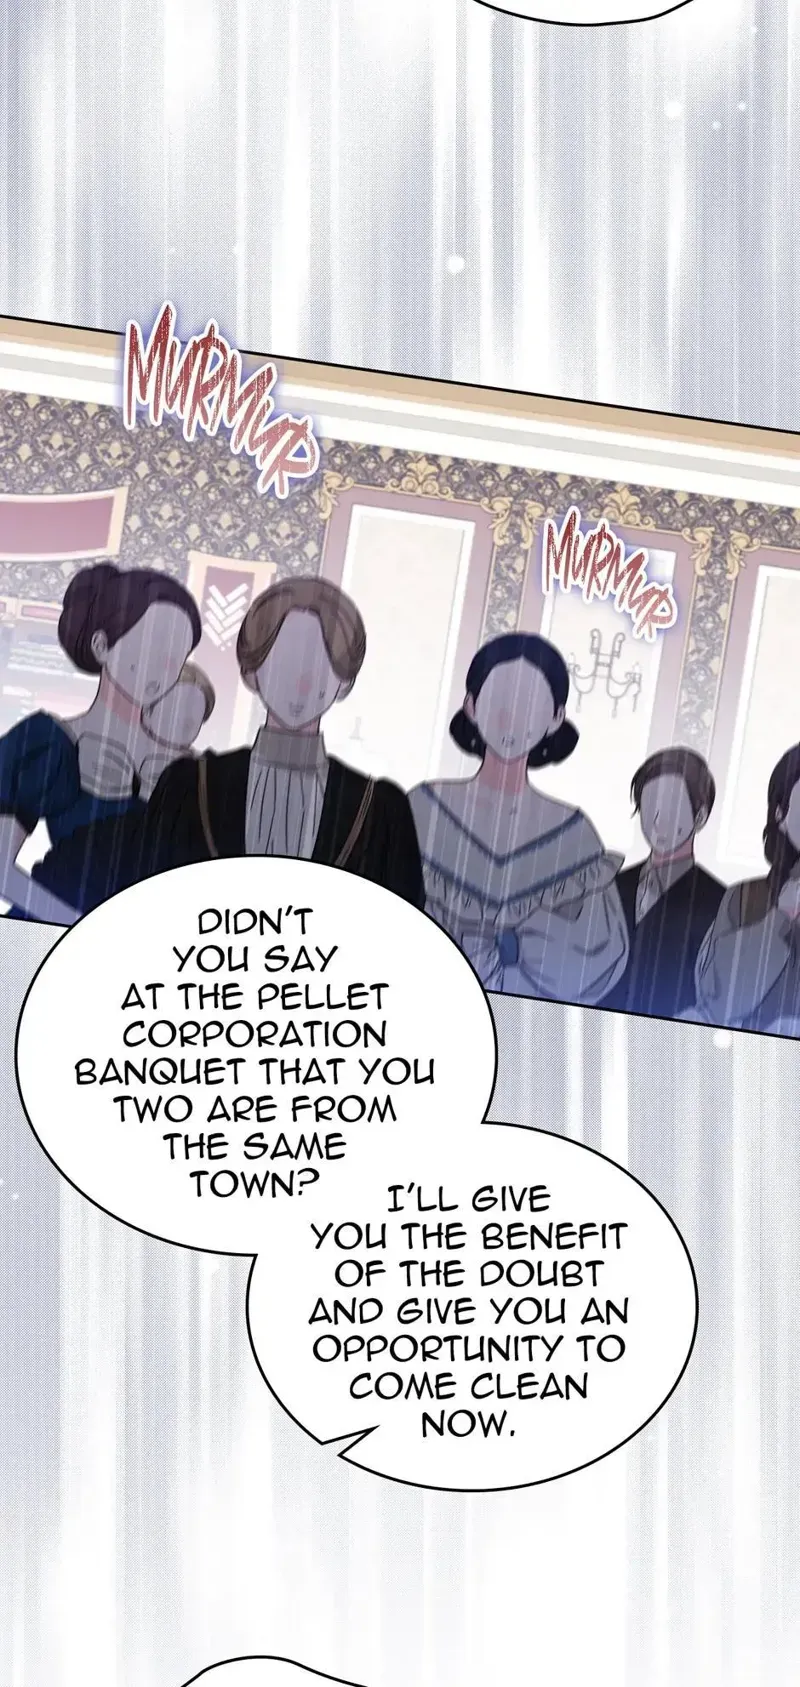 MURMUR
MURMUR
DIDN'T
YOU SAY
AT THE PELLET
CORPORATION
BANQUET THAT YOU
TWO ARE FROM
THE SAME
TOWN?
I'LL GIVE
YOU THE BENEFIT
OF THE DOUBT
AND GIVE YOU AN
OPPORTUNITY TO
COME CLEAN
NOW.